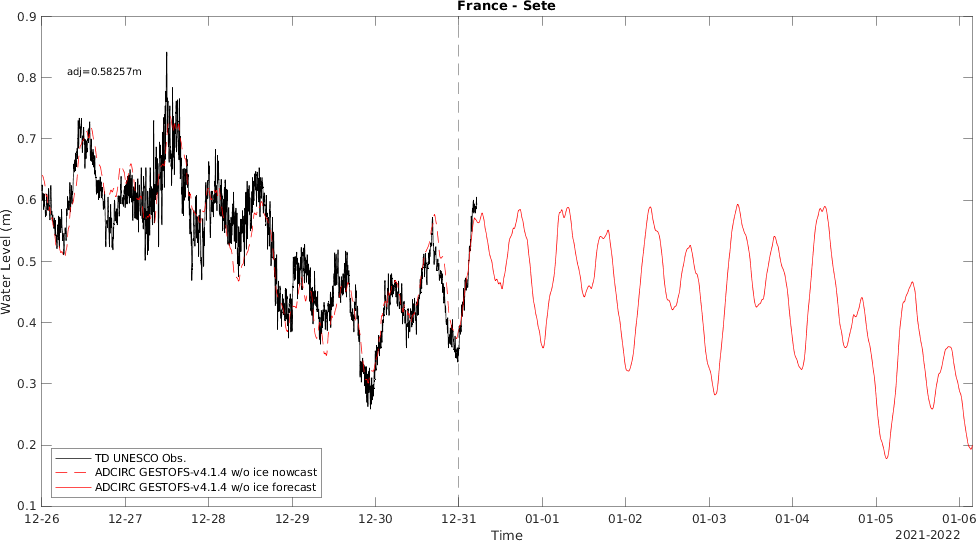 France - Sete
0.9
0.8
0.7
0.6
0.5
0.4
0.3
0.2
0.1
Water Level (m)
adj=0.58257m
TD UNESCO Obs.
ADCIRC GESTOFS-v4.1.4 w/o ice nowcast
ADCIRC GESTOFS-v4.1.4 w/o ice forecast
12-26 12-27 12-28 12-29 12-30 12-31 01-01 01-02 01-03 01-04 01-05 01-06
Time
2021-2022